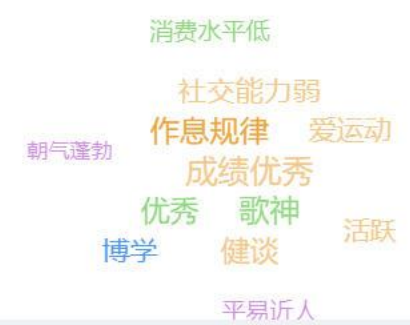 消费水平低
社交能力弱
作息规律 爱运动
朝气蓬勃
成绩优秀
优秀 歌神
活跃
博学 健谈
平易近人